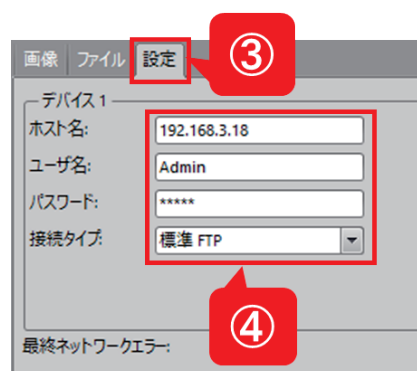 ③
画像 ファイル 設定
デバイス 1
ホスト名: 192.168.3.18
ユーザ名: Admin
パスワード: *****
接続タイプ: 標準 FTP
④
最終ネットワークエラー: